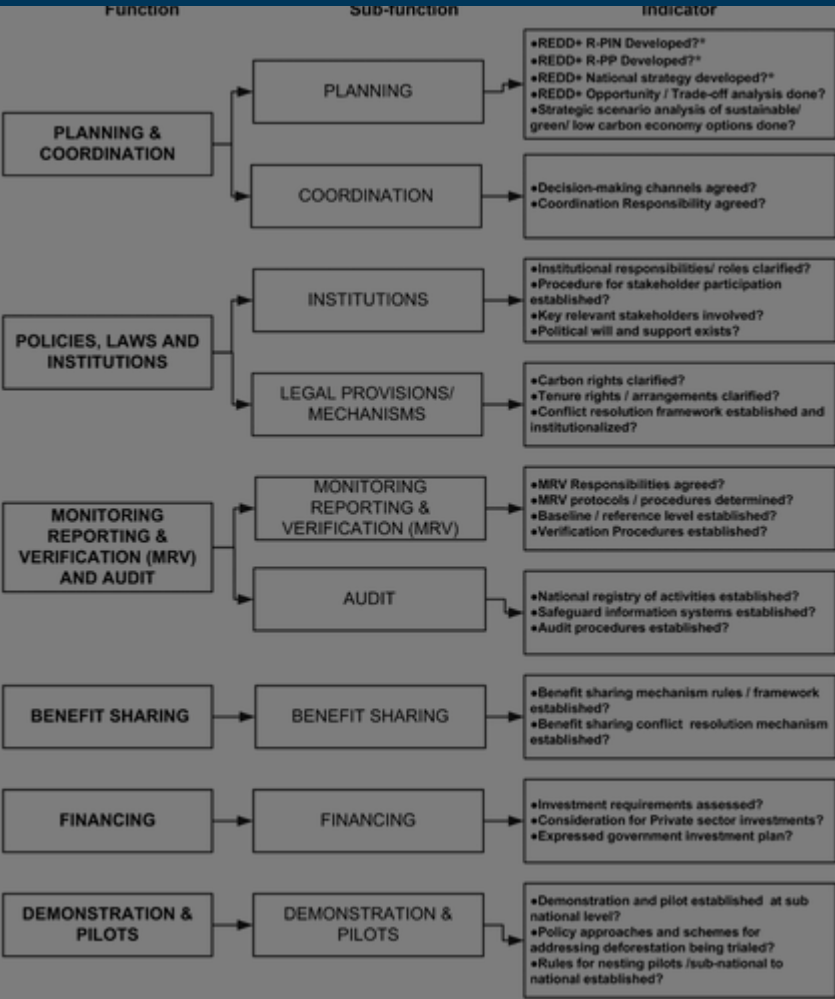 Function Sub-function Indicator
PLANNING & COORDINATION
PLANNING
●REDD+ R-PIN Developed?*
●REDD+ R-PP Developed?*
●REDD+ National strategy developed?*
●REDD+ Opportunity / Trade-off analysis done?
●Strategic scenario analysis of sustainable/
green/ low carbon economy options done?
COORDINATION
●Decision-making channels agreed?
●Coordination Responsibility agreed?
POLICIES, LAWS AND
INSTITUTIONS
INSTITUTIONS
●Institutional responsibilities/ roles clarified?
●Procedure for stakeholder participation
established?
●Key relevant stakeholders involved?
●Political will and support exists?
LEGAL PROVISIONS/
MECHANISMS
●Carbon rights clarified?
●Tenure rights / arrangements clarified?
●Conflict resolution framework established and
institutionalized?
MONITORING
REPORTING &
VERIFICATION (MRV)
AND AUDIT
MONITORING
REPORTING &
VERIFICATION (MRV)
●MRV Responsibilities agreed?
●MRV protocols / procedures determined?
●Baseline / reference level established?
●Verification Procedures established?
AUDIT
●National registry of activities established?
●Safeguard information systems established?
●Audit procedures established?
BENEFIT SHARING
BENEFIT SHARING
●Benefit sharing mechanism rules / framework
established?
●Benefit sharing conflict resolution mechanism
established?
FINANCING
FINANCING
●Investment requirements assessed?
●Consideration for Private sector investments?
●Expressed government investment plan?
DEMONSTRATION &
PILOTS
DEMONSTRATION &
PILOTS
●Demonstration and pilot established at sub
national level?
●Policy approaches and schemes for
addressing deforestation being trialed?
●Rules for nesting pilots /sub-national to
national established?